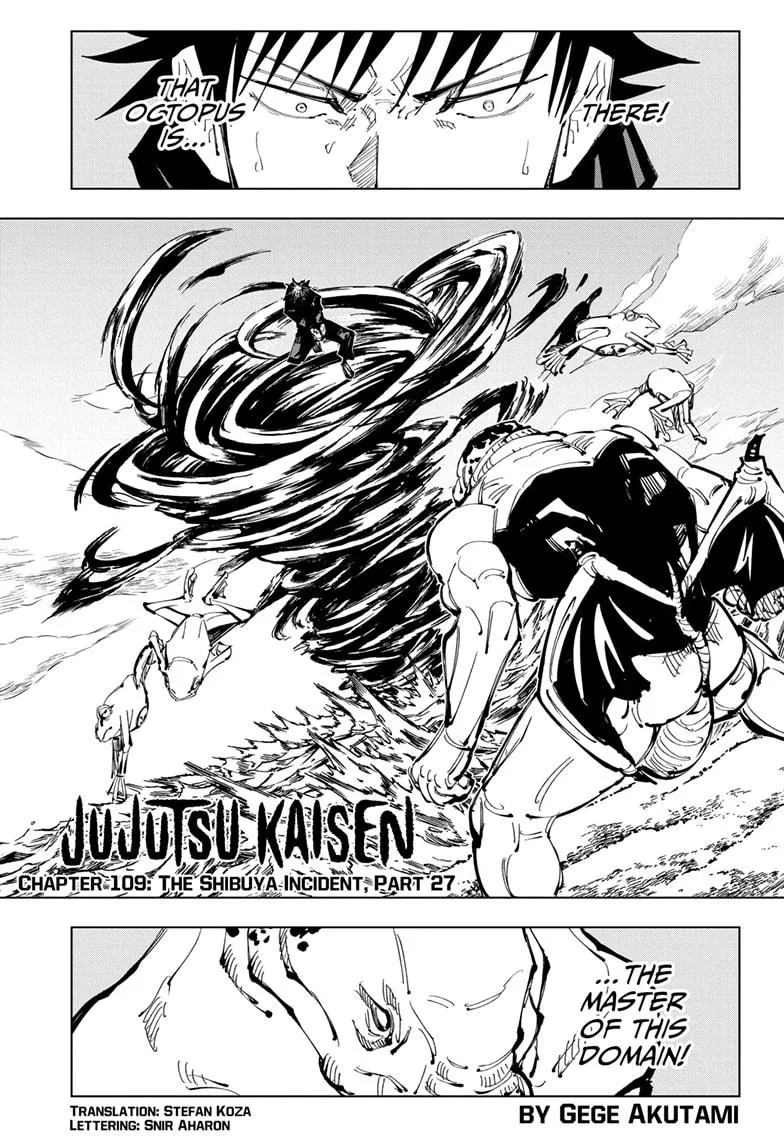 THAT
OCTOPUS
IS...
THERE!
JUJUTSU KAISEN
CHAPTER 109: THE SHIBUYA INCIDENT, PART 27
...THE
MASTER
OF THIS
DOMAIN!
TRANSLATION: STEFAN KOZA
LETTERING: SNIR AHARON
BY GEGE AKUTAMI